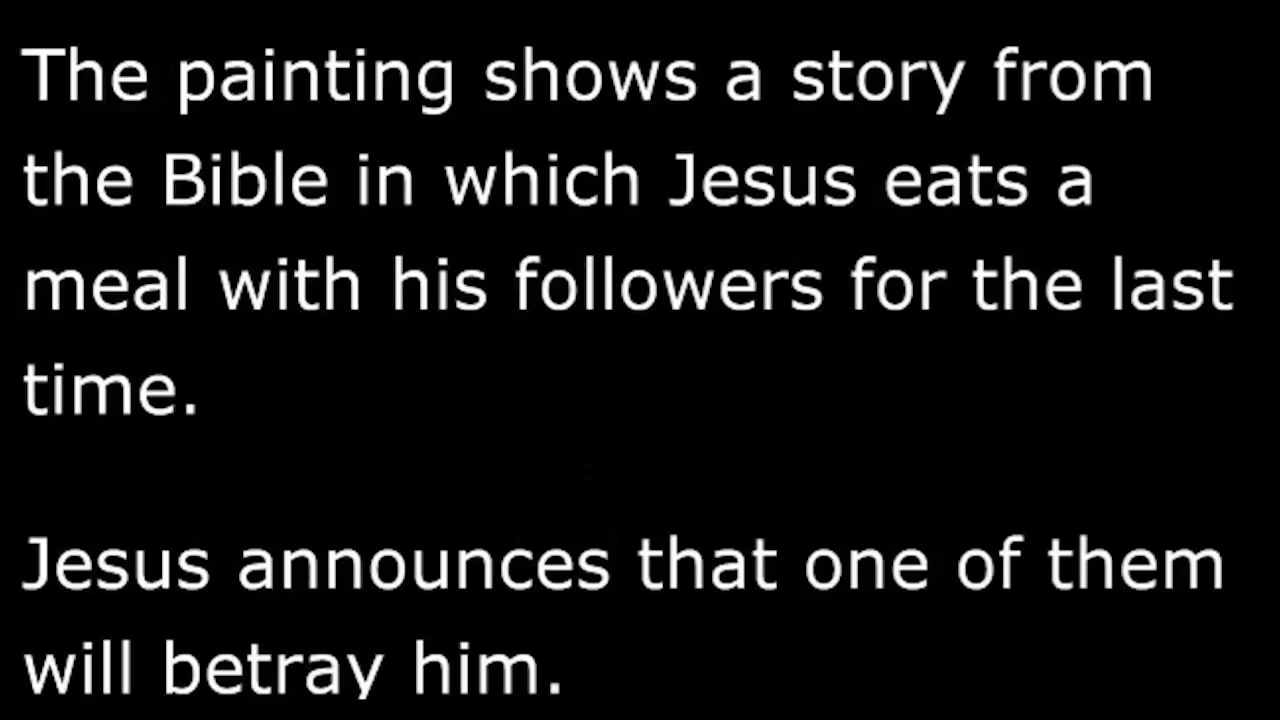 The painting shows a story from
the Bible in which Jesus eats a
meal with his followers for the last
time.
Jesus announces that one of them
will betray him.